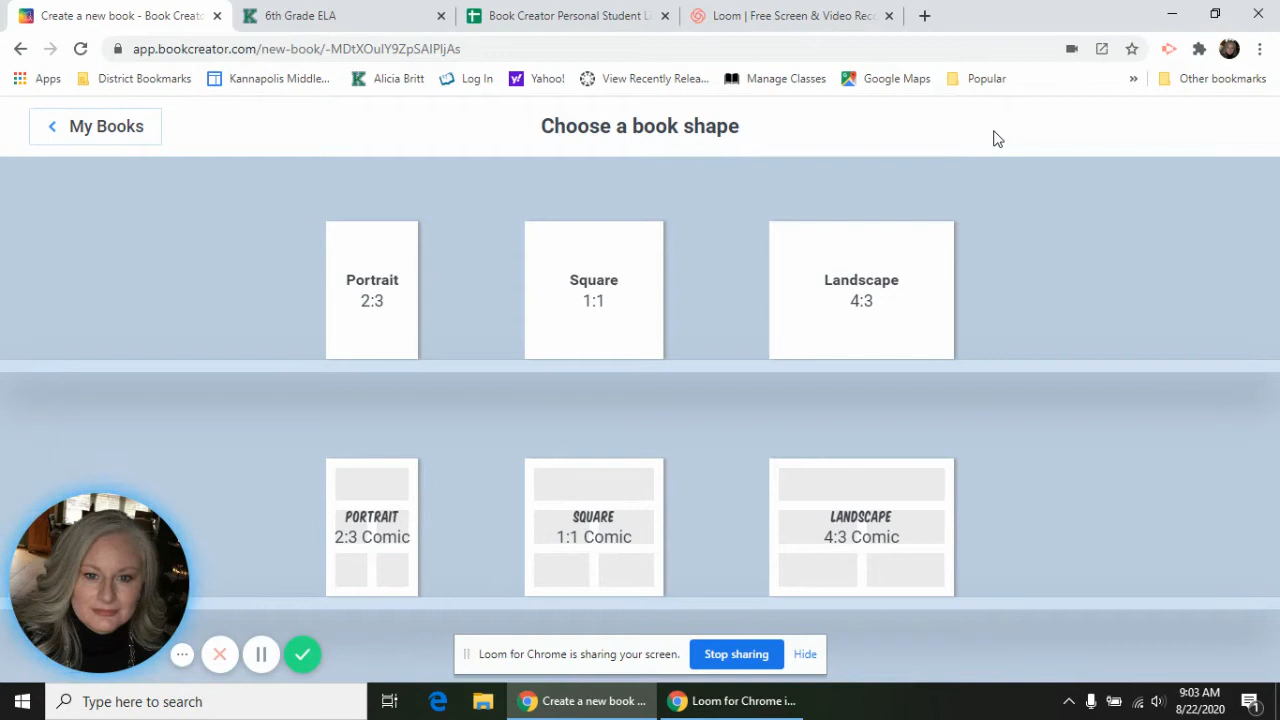 Create a new book - Book Creato
6th Grade ELA
Book Creator Personal Student Li
Loom | Free Screen & Video Reco
app.bookcreator.com/new-book/-MDtXOulY9ZpSAIPljAs
Apps
District Bookmarks
Kannapolis Middle...
Alicia Britt
Log In
Yahoo!
View Recently Relea...
Manage Classes
Google Maps
Popular
»
Other bookmarks
My Books
Choose a book shape
Portrait
2:3
Square
1:1
Landscape
4:3
PORTRAIT
2:3 Comic
SQUARE
1:1 Comic
LANDSCAPE
4:3 Comic
Loom for Chrome is sharing your screen.
Stop sharing
Hide
Type here to search
Create a new book ...
Loom for Chrome i...
9:03 AM
8/22/2020
1